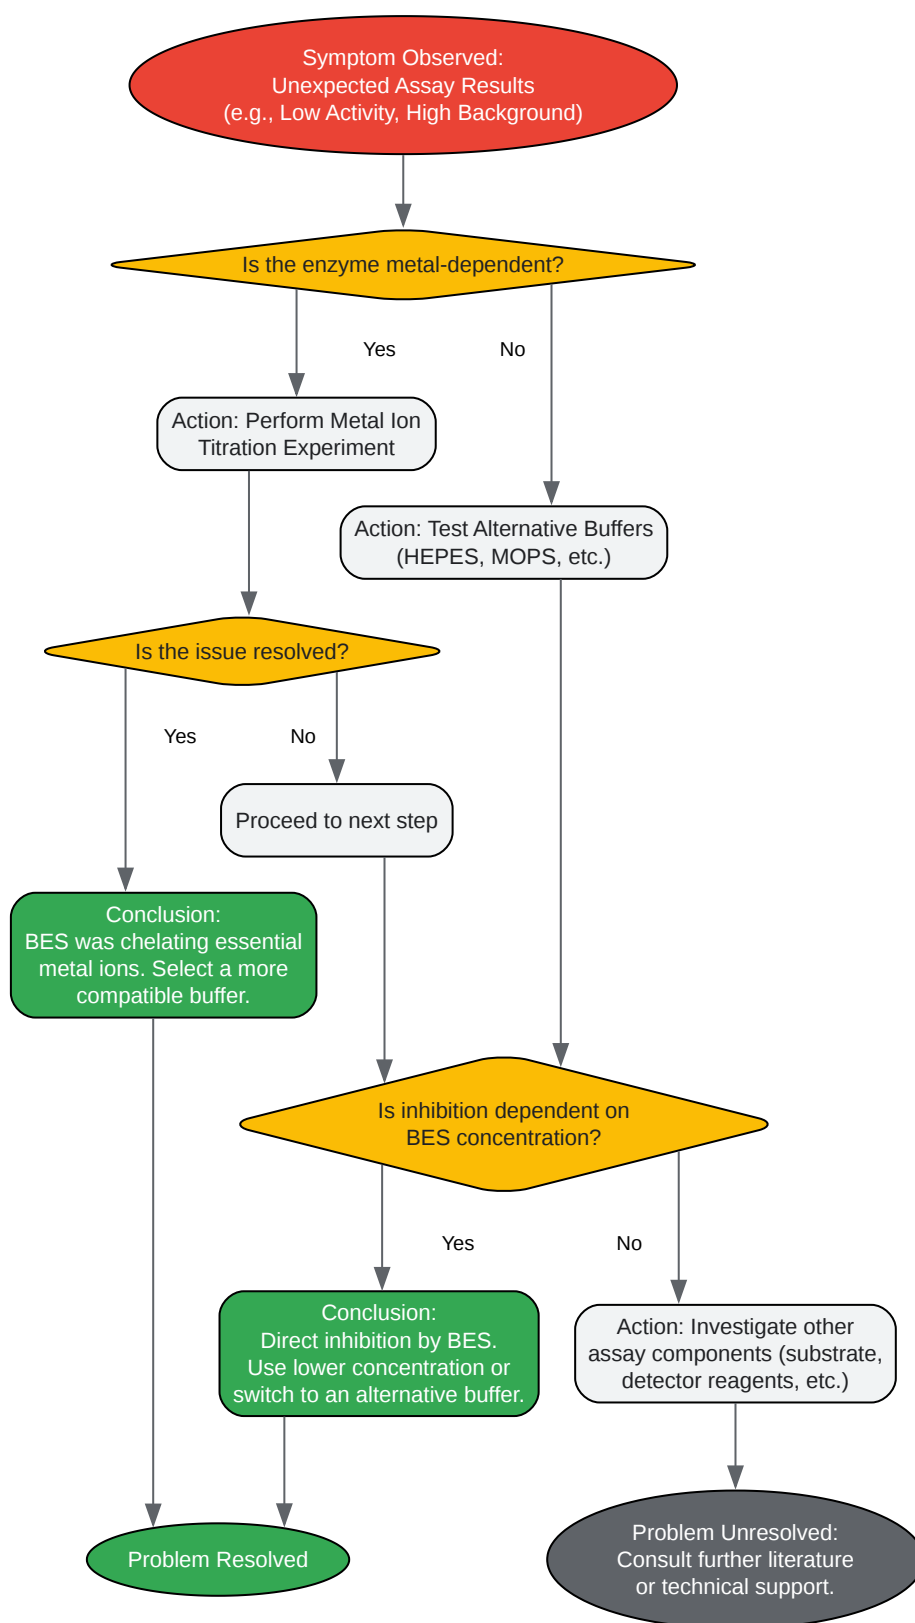 Symptom Observed:
Unexpected Assay Results
(e.g., Low Activity, High Background)
Is the enzyme metal-dependent?
Yes
No
Action: Perform Metal Ion
Titration Experiment
Action: Test Alternative Buffers
(HEPES, MOPS, etc.)
Is the issue resolved?
Yes
No
Proceed to next step
Conclusion:
BES was chelating essential
metal ions. Select a more
compatible buffer.
Is inhibition dependent on
BES concentration?
Yes
No
Conclusion:
Direct inhibition by BES.
Use lower concentration or
switch to an alternative buffer.
Action: Investigate other
assay components (substrate,
detector reagents, etc.)
Problem Resolved
Problem Unresolved:
Consult further literature
or technical support.